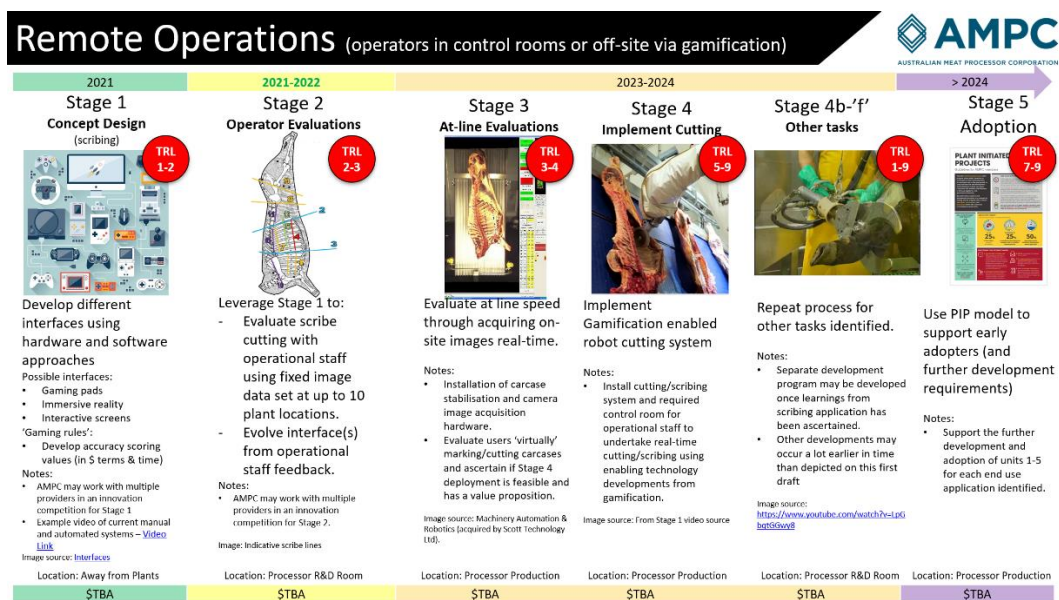 Remote Operations (operators in control rooms or off-site via gamification)
AMPC
AUSTRALIAN MEAT PROCESSOR CORPORATION
2021
2021-2022
2023-2024
> 2024
Stage 1
Concept Design
(scribing)
TRL
1-2
Develop different
interfaces using
hardware and software
approaches
Possible interfaces:
• Gaming pads
• Immersive reality
• Interactive screens
'Gaming rules':
• Develop accuracy scoring
values (in $ terms & time)
Notes:
• AMPC may work with multiple
providers in an innovation
competition for Stage 1
• Example video of current manual
and automated systems – Video
Link
Image source: Interfaces
Location: Away from Plants
$TBA
Stage 2
Operator Evaluations
TRL
2-3
2
3
Leverage Stage 1 to:
- Evaluate scribe
cutting with
operational staff
using fixed image
data set at up to 10
plant locations.
- Evolve interface(s)
from operational
staff feedback.
Notes:
• AMPC may work with multiple
providers in an innovation
competition for Stage 2.
Image: Indicative scribe lines
Location: Processor R&D Room
$TBA
Stage 3
At-line Evaluations
TRL
3-4
Evaluate at line speed
through acquiring on-
site images real-time.
Notes:
• Installation of carcase
stabilisation and camera
image acquisition
hardware.
• Evaluate users 'virtually'
marking/cutting carcases
and ascertain if Stage 4
deployment is feasible and
has a value proposition.
Image source: Machinery Automation &
Robotics (acquired by Scott Technology
Ltd).
Location: Processor Production
$TBA
Stage 4
Implement Cutting
TRL
5-9
Implement
Gamification enabled
robot cutting system
Notes:
• Install cutting/scribing
system and required
control room for
operational staff to
undertake real-time
cutting/scribing using
enabling technology
developments from
gamification.
Image source: From Stage 1 video source
Location: Processor Production
$TBA
Stage 4b-'f'
Other tasks
TRL
1-9
Repeat process for
other tasks identified.
Notes:
• Separate development
program may be developed
once learnings from
scribing application has
been ascertained.
• Other developments may
occur a lot earlier in time
than depicted on this first
draft
Image source:
https://www.youtube.com/watch?v=LpG
bqtGGwy8
Location: Processor R&D Room
$TBA
Stage 5
Adoption
TRL
7-9
PLANT INITIATED
PROJECTS
25%
25%
50%
Use PIP model to
support early
adopters (and
further development
requirements)
Notes:
• Support the further
development and
adoption of units 1-5
for each end use
application identified.
Location: Processor Production
$TBA